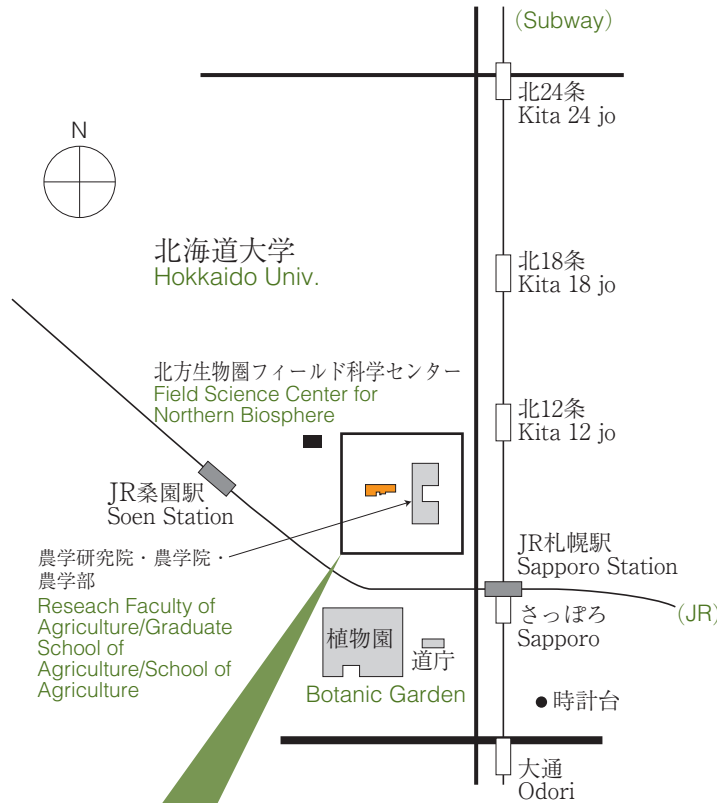 (Subway)
北24条
Kita 24 jo
N
北海道大学
Hokkaido Univ.
北18条
Kita 18 jo
北方生物圏フィールド科学センター
Field Science Center for
Northern Biosphere
北12条
Kita 12 jo
JR桑園駅
Soen Station
農学研究院・農学院・
農学部
Reseach Faculty of
Agriculture/Graduate
School of
Agriculture/School of
Agriculture
JR札幌駅
Sapporo Station
(JR)
さっぽろ
Sapporo
植物園
道庁
Botanic Garden
時計台
大通
Odori